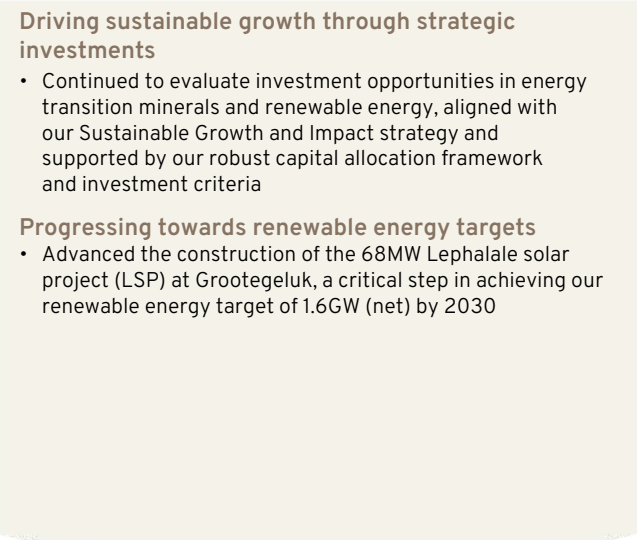 Driving sustainable growth through strategic
investments
• Continued to evaluate investment opportunities in energy
transition minerals and renewable energy, aligned with
our Sustainable Growth and Impact strategy and
supported by our robust capital allocation framework
and investment criteria
Progressing towards renewable energy targets
• Advanced the construction of the 68MW Lephalale solar
project (LSP) at Grootegeluk, a critical step in achieving our
renewable energy target of 1.6GW (net) by 2030